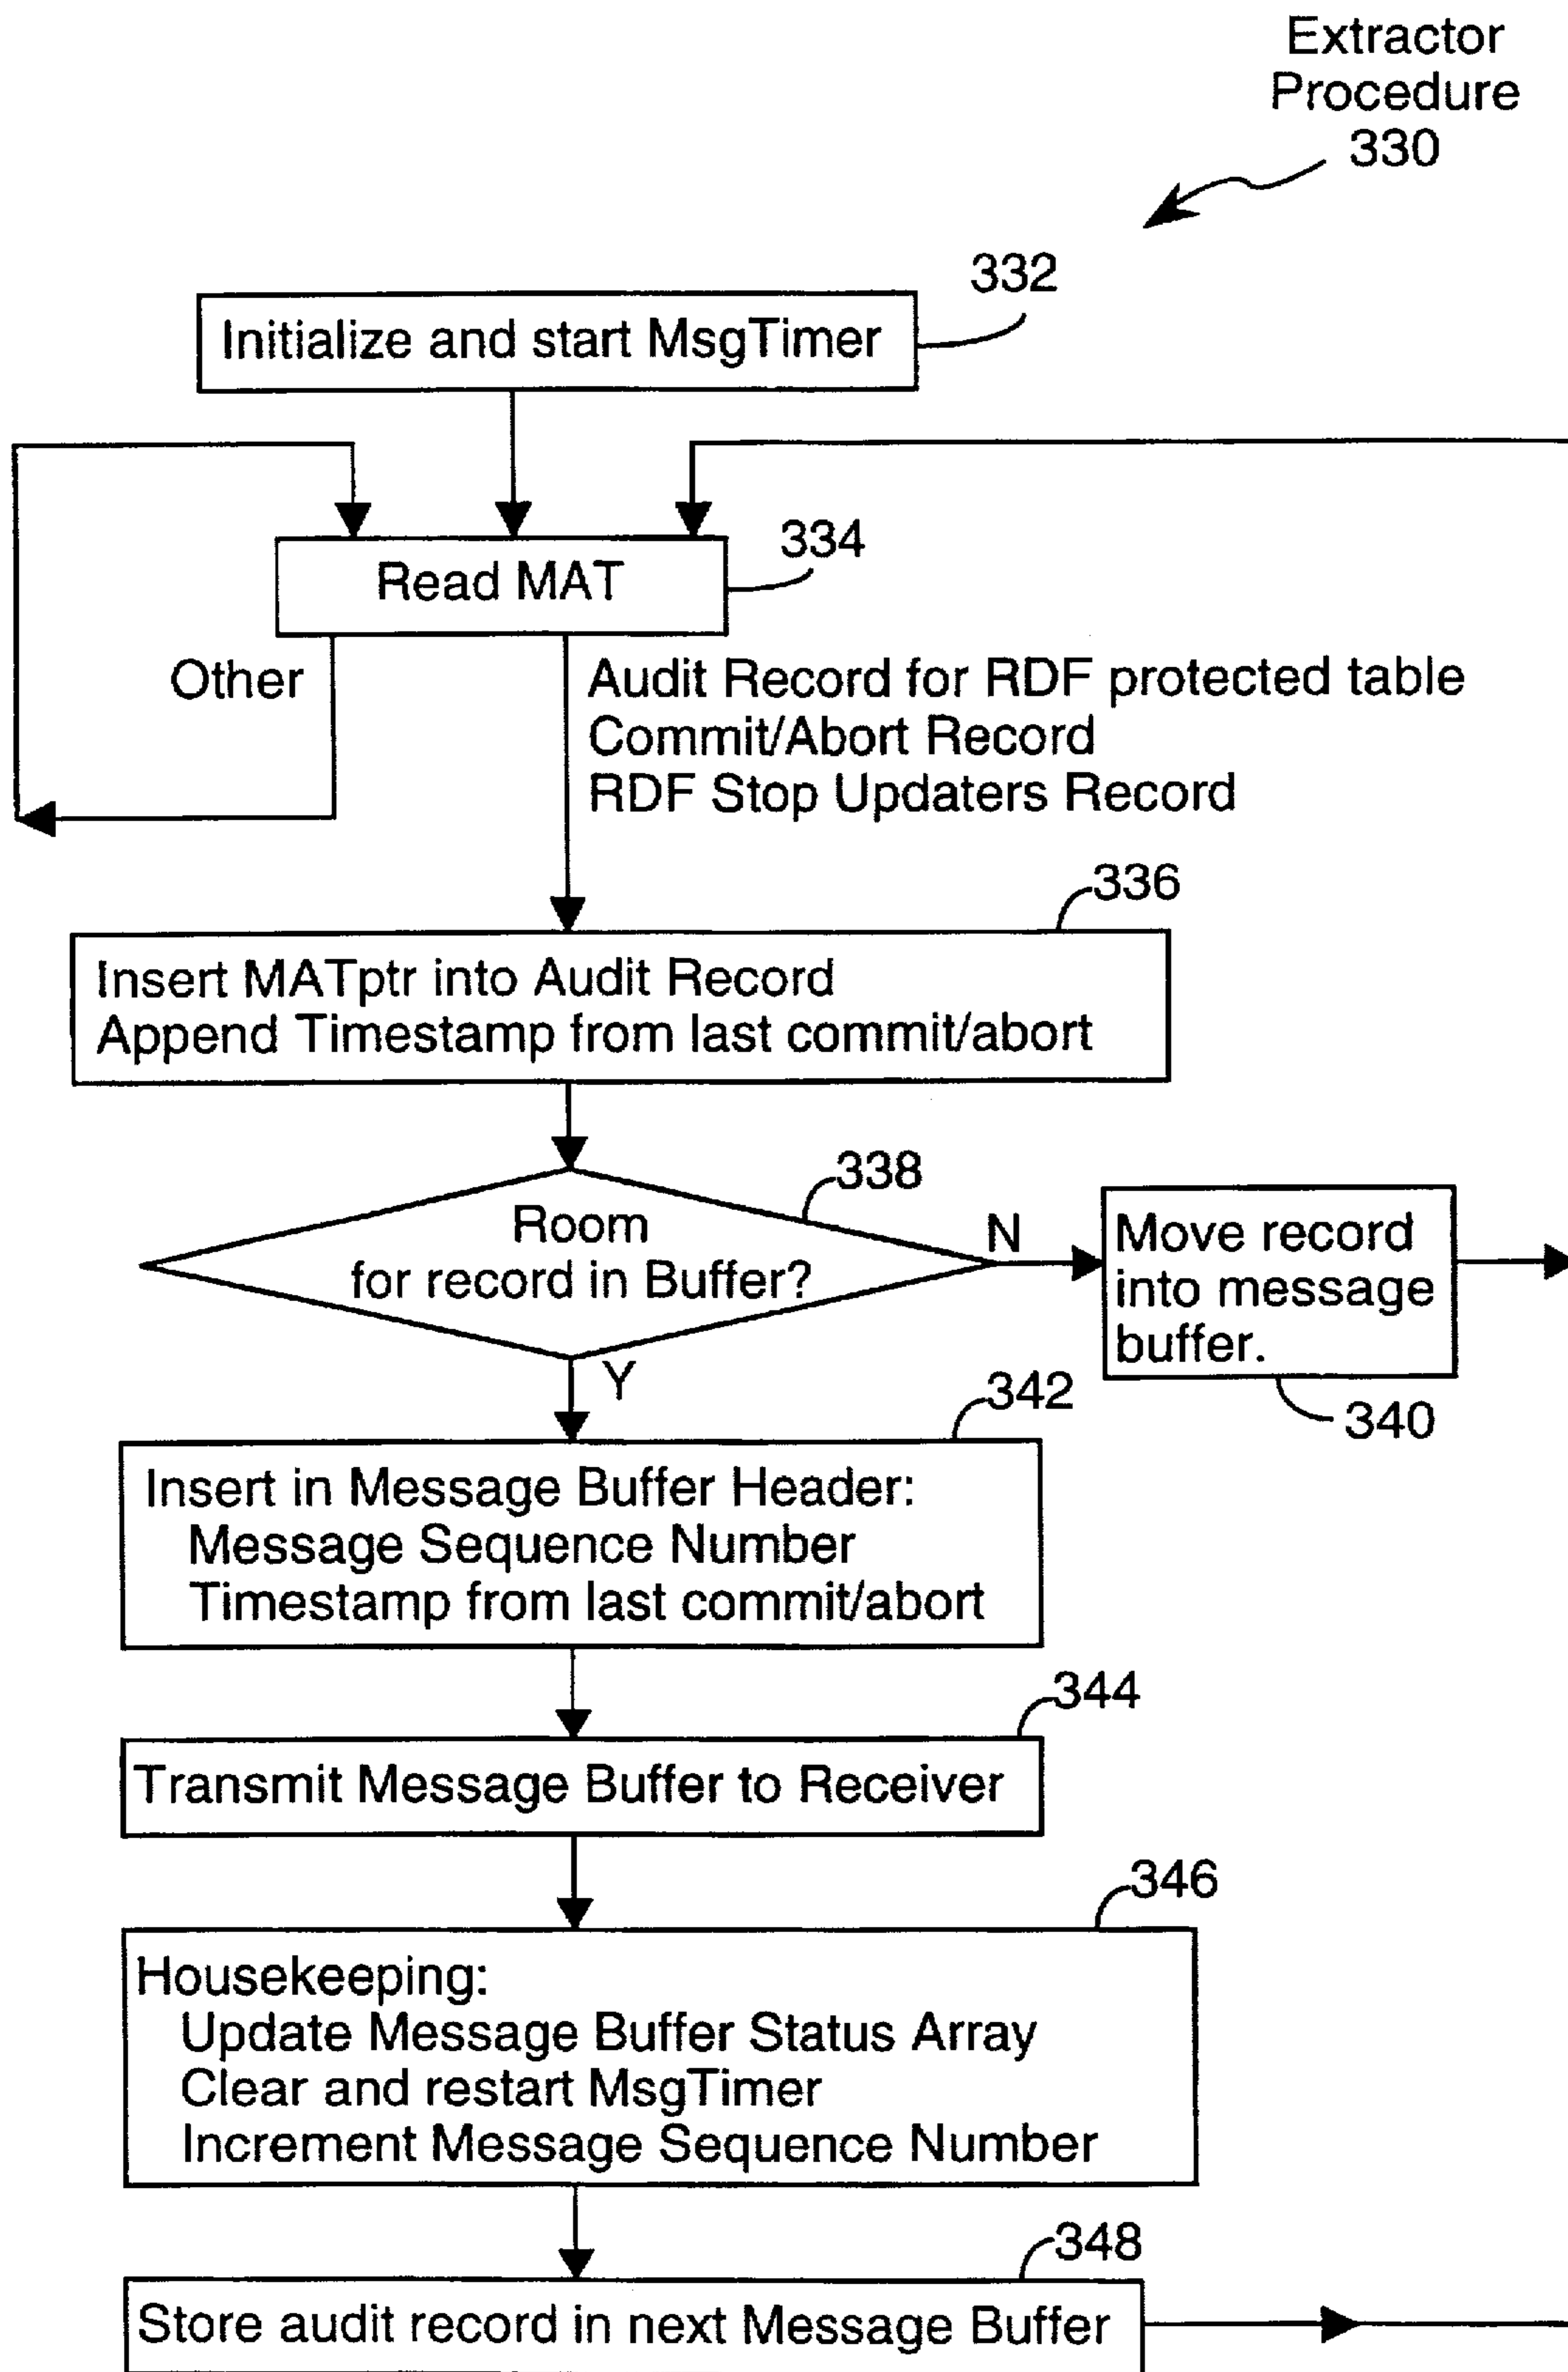 Extractor
Procedure
330
332
Initialize and start MsgTimer
334
Read MAT
Other
Audit Record for RDF protected table
Commit/Abort Record
RDF Stop Updaters Record
336
Insert MATptr into Audit Record
Append Timestamp from last commit/abort
338
Room
for record in Buffer?
N
Move record
into message
buffer.
340
Y
342
Insert in Message Buffer Header:
Message Sequence Number
Timestamp from last commit/abort
344
Transmit Message Buffer to Receiver
346
Housekeeping:
Update Message Buffer Status Array
Clear and restart MsgTimer
Increment Message Sequence Number
348
Store audit record in next Message Buffer